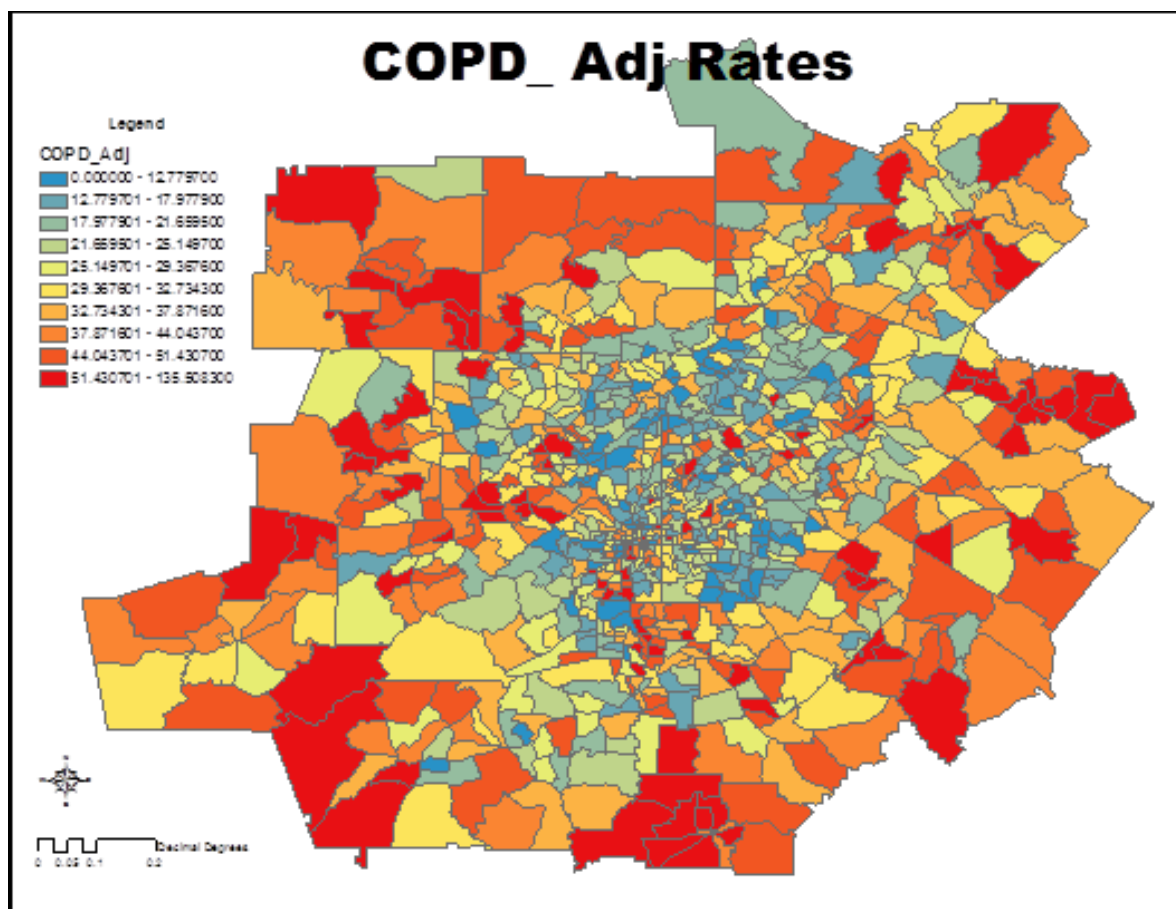 COPD_ Adj Rates
Legend
COPD_Adj
0.000000 - 12.779700
12.779701 - 17.977900
17.977901 - 21.659500
21.659501 - 25.149700
25.149701 - 29.367600
29.367601 - 32.734300
32.734301 - 37.871600
37.871601 - 44.043700
44.043701 - 51.430700
51.430701 - 135.508300
Decimal Degrees
0 0.05 0.1 0.2